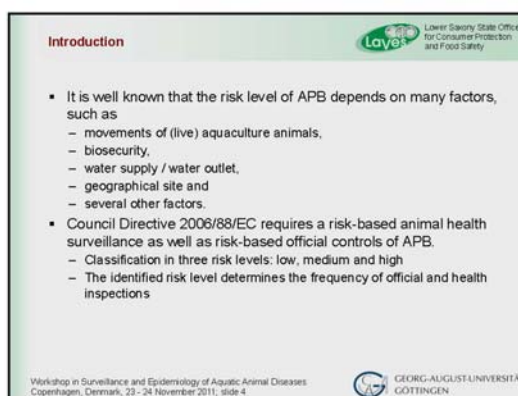 Introduction
Laves
Lower Saxony State Office
for Consumer Protection
and Food Safety
▪ It is well known that the risk level of APB depends on many factors,
such as
– movements of (live) aquaculture animals,
– biosecurity,
– water supply / water outlet,
– geographical site and
– several other factors.
▪ Council Directive 2006/88/EC requires a risk-based animal health
surveillance as well as risk-based official controls of APB.
– Classification in three risk levels: low, medium and high
– The identified risk level determines the frequency of official and health
inspections
Workshop in Surveillance and Epidemiology of Aquatic Animal Diseases
Copenhagen, Denmark, 23 - 24 November 2011; slide 4
GEORG-AUGUST-UNIVERSITÄ
GÖTTINGEN